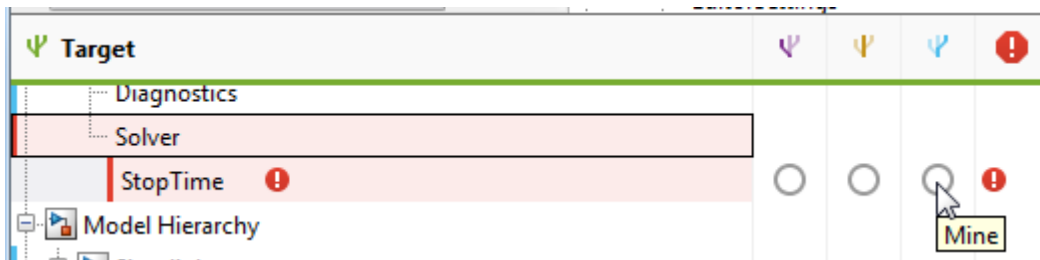 Target
Diagnostics
Solver
StopTime
Model Hierarchy
Mine